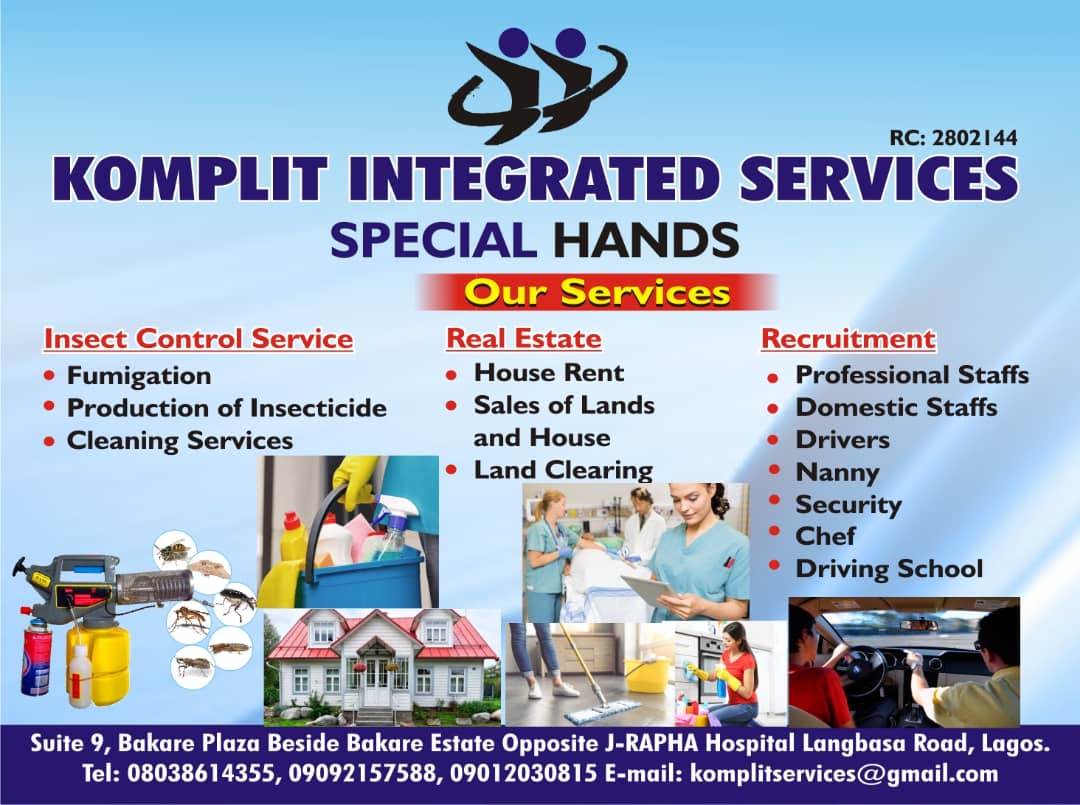 RC: 2802144
KOMPLIT INTEGRATED SERVICES
SPECIAL HANDS
Our Services
Insect Control Service
• Fumigation
• Production of Insecticide
• Cleaning Services
Real Estate
• House Rent
• Sales of Lands
and House
• Land Clearing
Recruitment
• Professional Staffs
• Domestic Staffs
• Drivers
• Nanny
• Security
• Chef
• Driving School
Suite 9, Bakare Plaza Beside Bakare Estate Opposite J-RAPHA Hospital Langbasa Road, Lagos.
Tel: 08038614355, 09092157588, 09012030815 E-mail: komplitservices@gmail.com